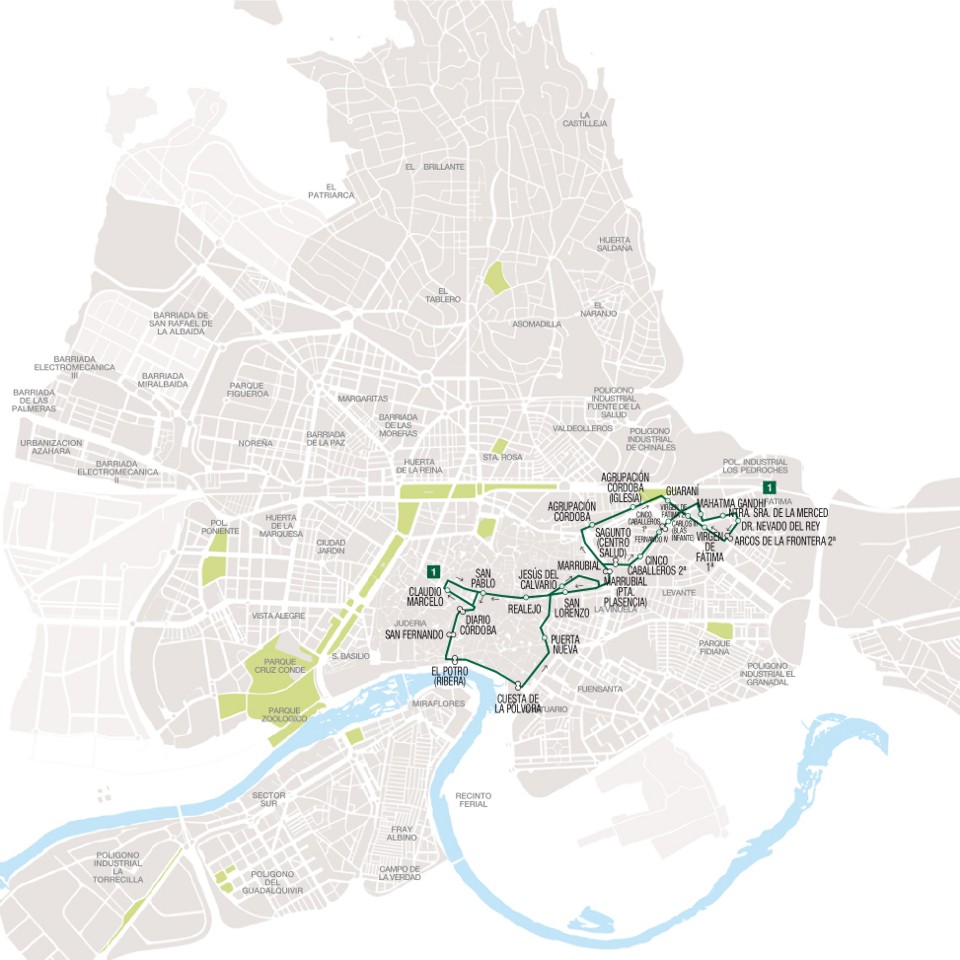 LA
CASTILLEJA
EL BRILLANTE
EL
PATRIARCA
HUERTA
SALDAÑA
EL
TABLERO
EL
NARANJO
ASOMADILLA
BARRIADA DE
SAN RAFAEL DE
LA ALBAIDA
BARRIADA
ELECTROMECANICA
III
BARRIADA
MIRALBAIDA
PARQUE
FIGUEROA
MARGARITAS
BARRIADA
DE LAS
PALMERAS
BARRIADA
DE LAS
MORERAS
POLIGONO
INDUSTRIAL
FUENTE DE LA
SALUD
VALDEOLLEROS
POLIGONO
INDUSTRIAL
DE CHINALES
URBANIZACION
AZAHARA
NOREÑA
BARRIADA
DE LA PAZ
STA. ROSA
BARRIADA
ELECTROMECANICA
II
HUERTA
DE LA REINA
POL. INDUSTRIAL
LOS PEDROCHES
AGRUPACIÓN
CÓRDOBA
(IGLESIA)
GUARANÍ
1
FATIMA
MAHATMA GANDHI
NTRA. SRA. DE LA MERCED
DR. NEVADO DEL REY
ARCOS DE LA FRONTERA 2ª
AGRUPACIÓN
CÓRDOBA
CINCO
CABALLEROS
VIRGEN DE
FATIMA 2ª
CARLOS III
(BLAS
INFANTE)
FERNANDO IV
VIRGEN
DE
FATIMA
1ª
SAGUNTO
(CENTRO
SALUD)
CINCO
CABALLEROS 2ª
POL.
PONIENTE
HUERTA
DE LA
MARQUESA
CIUDAD
JARDIN
MARRUBIAL
MARRUBIAL
(PTA.
PLASENCIA)
1
SAN
PABLO
JESÚS DEL
CALVARIO
CLAUDIO
MARCELO
REALEJO
SAN
LORENZO
LA VIÑUELA
LEVANTE
VISTA ALEGRE
JUDERIA
DIARIO
CÓRDOBA
SAN FERNANDO
PUERTA
NUEVA
PARQUE
FIDIANA
S. BASILIO
PARQUE
CRUZ CONDE
EL POTRO
(RIBERA)
POLIGONO
INDUSTRIAL EL
GRANADAL
FUENSANTA
MIRAFLORES
CUESTA DE
LA PÓLVORA
PARQUE
ZOOLOGICO
SECTOR
SUR
RECINTO
FERIAL
FRAY
ALBINO
POLIGONO
INDUSTRIAL
LA
TORRECILLA
POLIGONO
DEL
GUADALQUIVIR
CAMPO DE
LA VERDAD